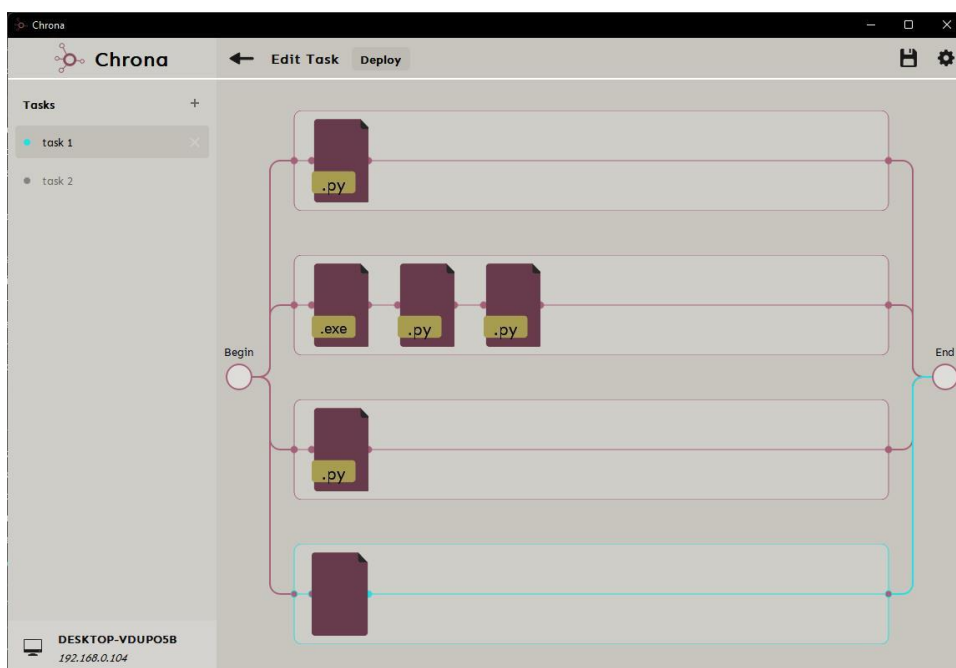 Chrona
Chrona
Edit Task
Deploy
Tasks
+
task 1
task 2
.py
.exe
.py
.py
Begin
End
.py
DESKTOP-VDUPO5B
192.168.0.104